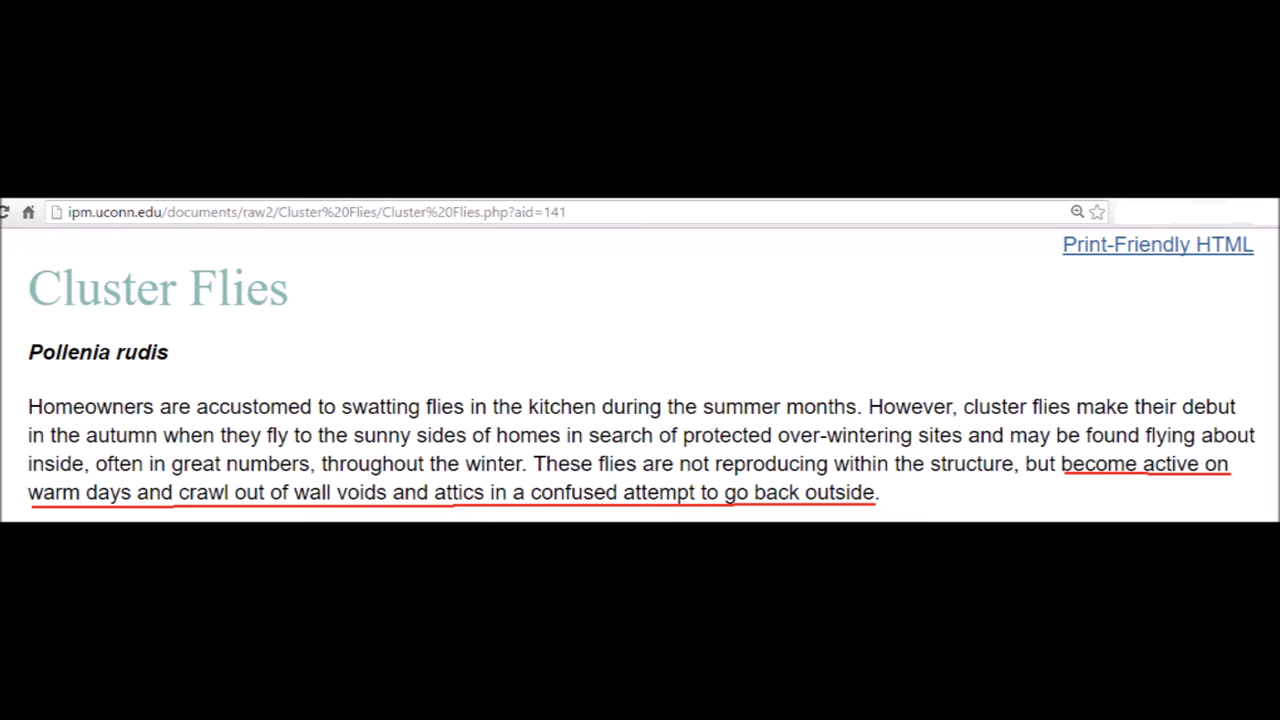 ipm.uconn.edu/documents/raw2/Cluster%20Flies/Cluster%20Flies.php?aid=141
Print-Friendly HTML
Cluster Flies
Pollenia rudis
Homeowners are accustomed to swatting flies in the kitchen during the summer months. However, cluster flies make their debut
in the autumn when they fly to the sunny sides of homes in search of protected over-wintering sites and may be found flying about
inside, often in great numbers, throughout the winter. These flies are not reproducing within the structure, but become active on
warm days and crawl out of wall voids and attics in a confused attempt to go back outside.